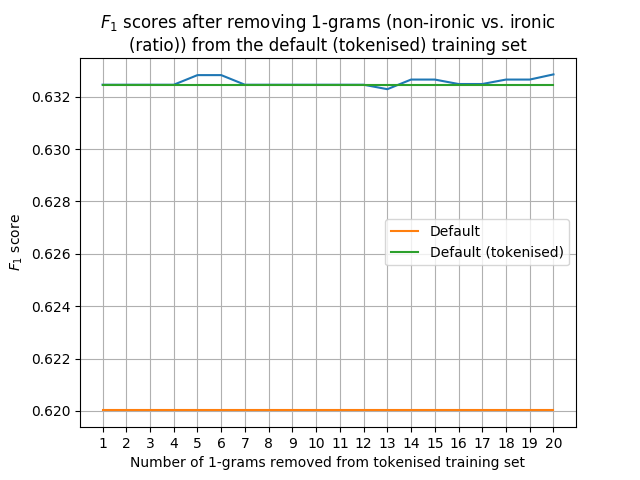 F1 scores after removing 1-grams (non-ironic vs. ironic
(ratio)) from the default (tokenised) training set
0.632
0.630
0.628
0.626
0.624
0.622
0.620
F1 score
Default
Default (tokenised)
1 2 3 4 5 6 7 8 9 10 11 12 13 14 15 16 17 18 19 20
Number of 1-grams removed from tokenised training set